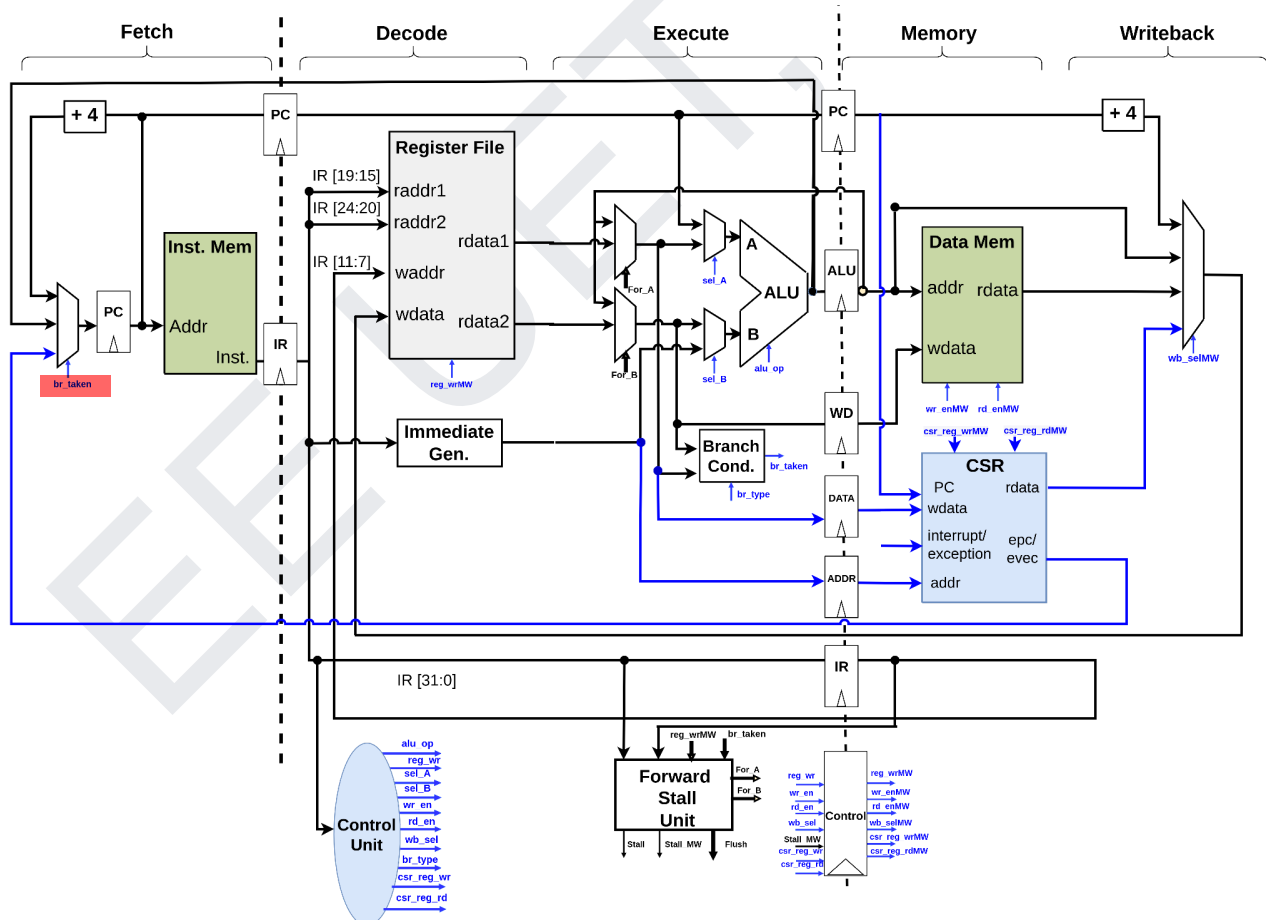 Fetch
Decode
Execute
Memory
Writeback
+ 4
PC
PC
+ 4
Register File
IR [19:15]
raddr1
IR [24:20]
raddr2
rdata1
IR [11:7]
waddr
wdata
rdata2
reg_wrMW
Inst. Mem
Addr
Inst.
PC
br_taken
IR
For_A
For_B
sel_A
sel_B
A
B
ALU
alu_op
ALU
Data Mem
addr
rdata
wdata
wr_enMW
rd_enMW
wb_selMW
WD
Immediate
Gen.
Branch
Cond.
br_taken
br_type
DATA
ADDR
csr_reg_wrMW
csr_reg_rdMW
CSR
PC
rdata
wdata
interrupt/
exception
epc/
evec
addr
IR
IR [31:0]
Control
Unit
alu_op
reg_wr
sel_A
sel_B
wr_en
rd_en
wb_sel
br_type
csr_reg_wr
csr_reg_rd
reg_wrMW
br_taken
Forward
Stall
Unit
For_A
For_B
Stall
Stall_MW
Flush
reg_wr
wr_en
rd_en
wb_sel
Stall_MW
csr_reg_wr
csr_reg_rd
Control
reg_wrMW
wr_enMW
rd_enMW
wb_selMW
csr_reg_wrMW
csr_reg_rdMW
EE UET,